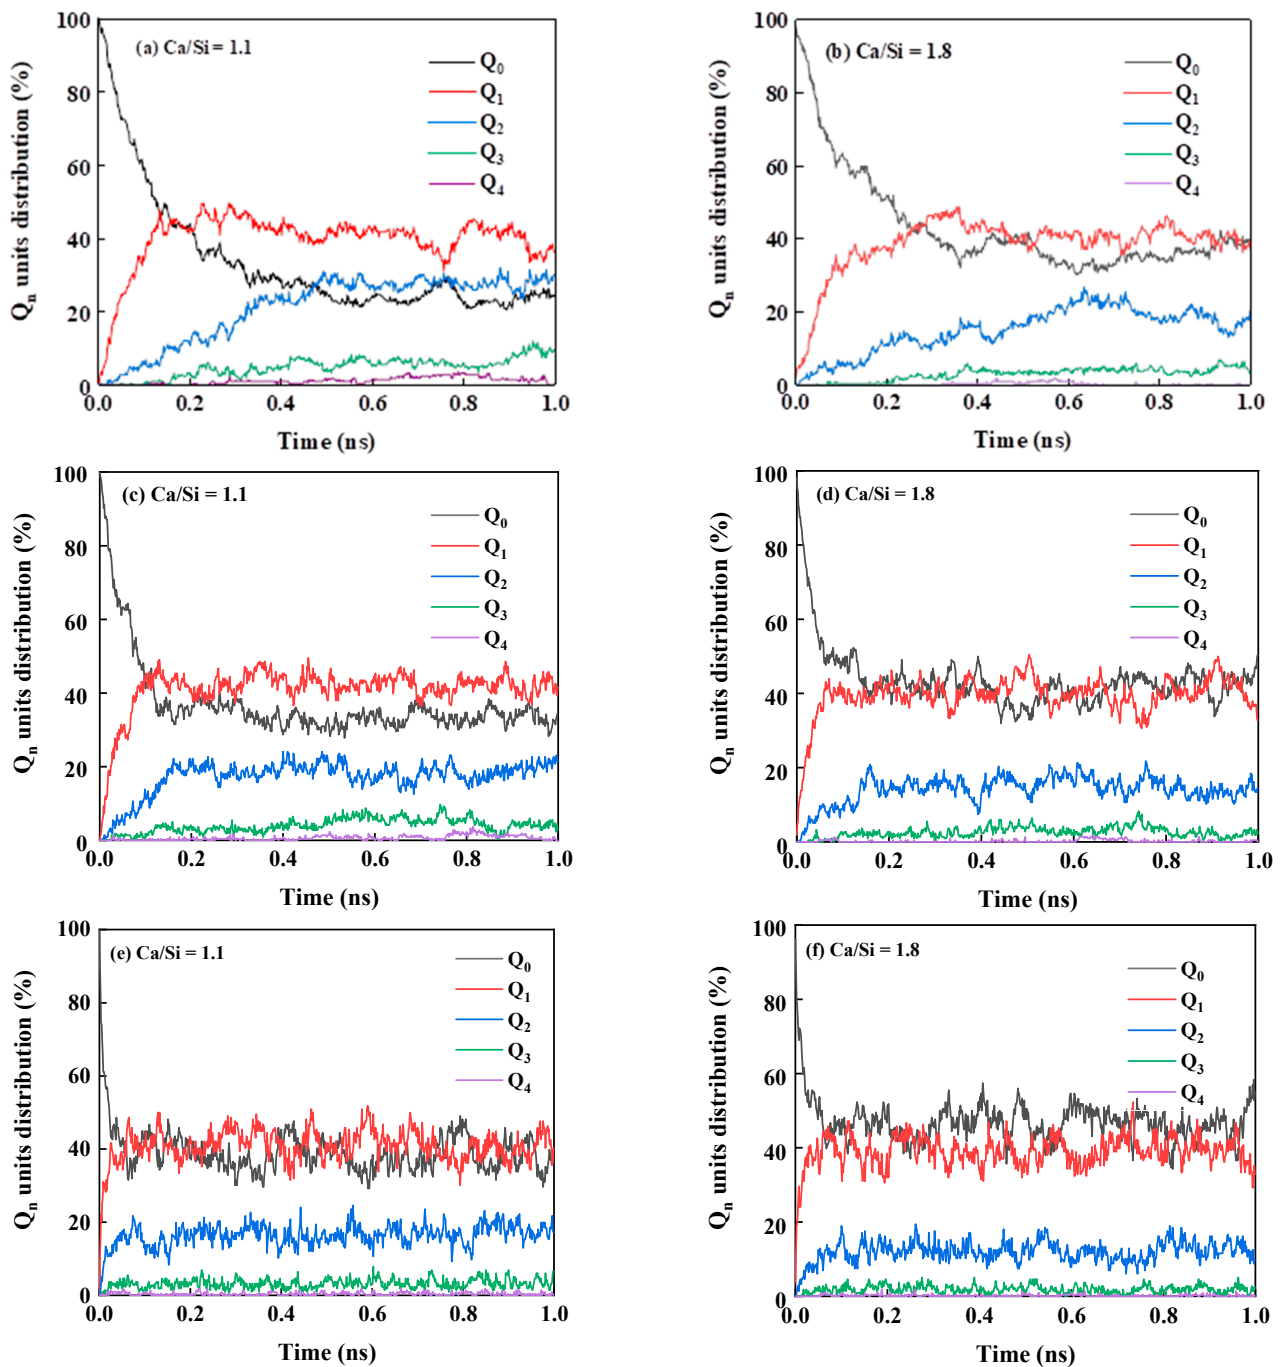 (a) Ca/Si = 1.1
Q0
Q1
Q2
Q3
Q4
Qn units distribution (%)
100
80
60
40
20
0
0.0 0.2 0.4 0.6 0.8 1.0
Time (ns)
(b) Ca/Si = 1.8
Q0
Q1
Q2
Q3
Q4
Qn units distribution (%)
100
80
60
40
20
0
0.0 0.2 0.4 0.6 0.8 1.0
Time (ns)
(c) Ca/Si = 1.1
Q0
Q1
Q2
Q3
Q4
Qn units distribution (%)
100
80
60
40
20
0
0.0 0.2 0.4 0.6 0.8 1.0
Time (ns)
(d) Ca/Si = 1.8
Q0
Q1
Q2
Q3
Q4
Qn units distribution (%)
100
80
60
40
20
0
0.0 0.2 0.4 0.6 0.8 1.0
Time (ns)
(e) Ca/Si = 1.1
Q0
Q1
Q2
Q3
Q4
Qn units distribution (%)
100
80
60
40
20
0
0.0 0.2 0.4 0.6 0.8 1.0
Time (ns)
(f) Ca/Si = 1.8
Q0
Q1
Q2
Q3
Q4
Qn units distribution (%)
100
80
60
40
20
0
0.0 0.2 0.4 0.6 0.8 1.0
Time (ns)